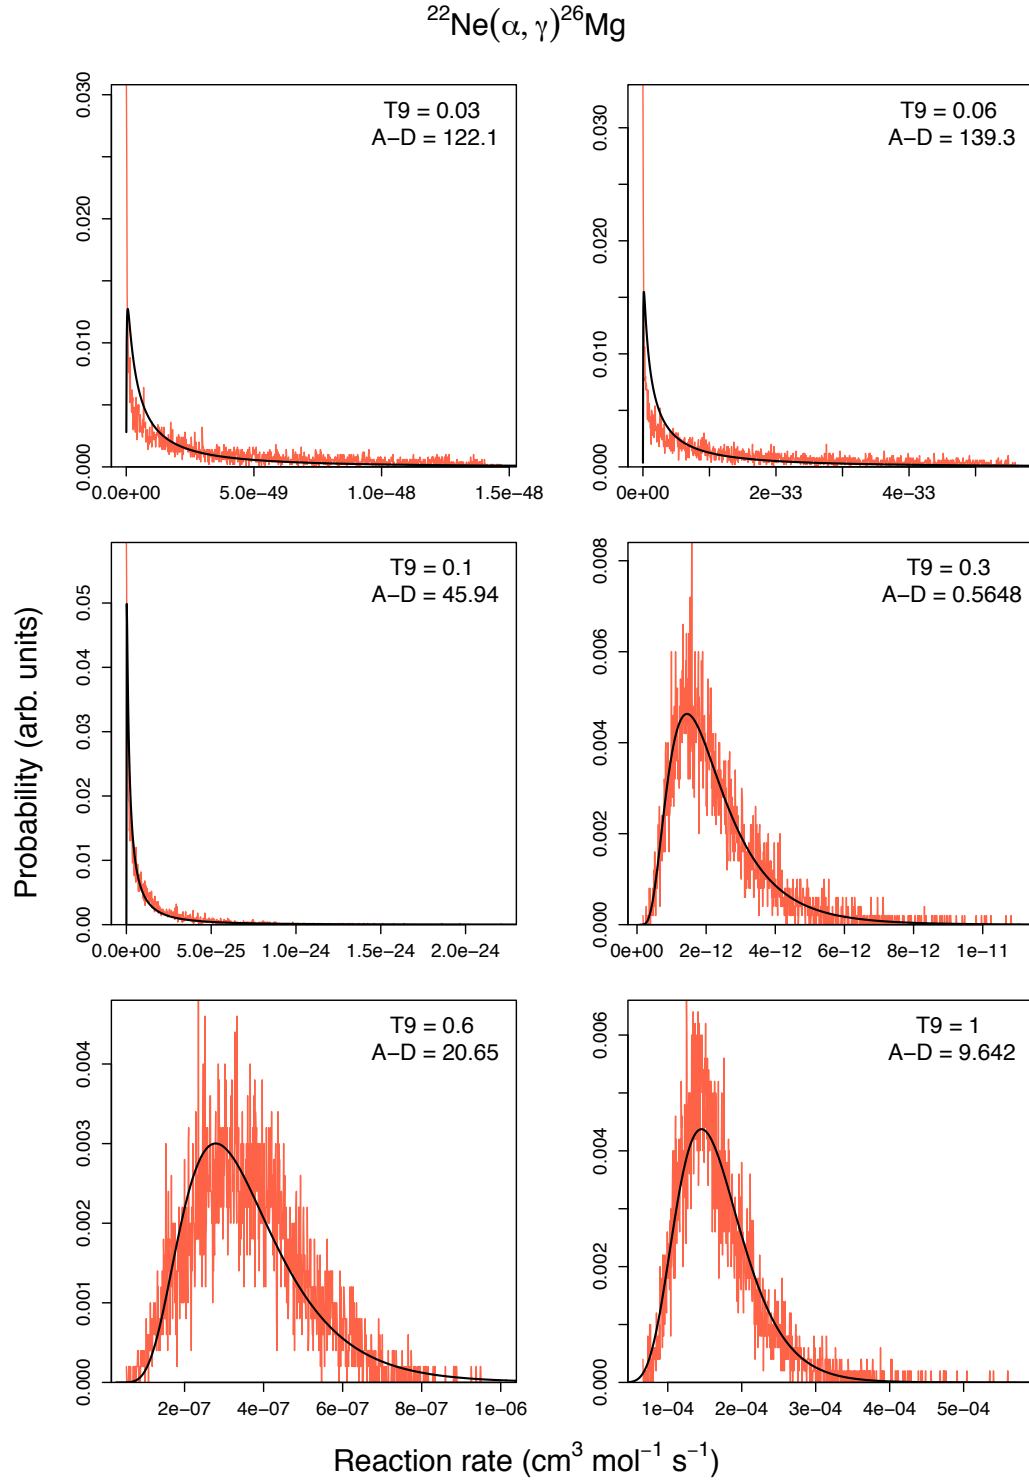 ²²Ne(α, γ)²⁶Mg
T9 = 0.03
A−D = 122.1
0.000
0.010
0.020
0.030
0.0e+00 5.0e−49 1.0e−48 1.5e−48
T9 = 0.06
A−D = 139.3
0.000
0.010
0.020
0.030
0e+00 2e−33 4e−33
T9 = 0.1
A−D = 45.94
0.00
0.01
0.02
0.03
0.04
0.05
0.0e+00 5.0e−25 1.0e−24 1.5e−24 2.0e−24
T9 = 0.3
A−D = 0.5648
0.000
0.002
0.004
0.006
0.008
0e+00 2e−12 4e−12 6e−12 8e−12 1e−11
T9 = 0.6
A−D = 20.65
0.000
0.001
0.002
0.003
0.004
2e−07 4e−07 6e−07 8e−07 1e−06
T9 = 1
A−D = 9.642
0.000
0.002
0.004
0.006
1e−04 2e−04 3e−04 4e−04 5e−04
Probability (arb. units)
Reaction rate (cm³ mol⁻¹ s⁻¹)